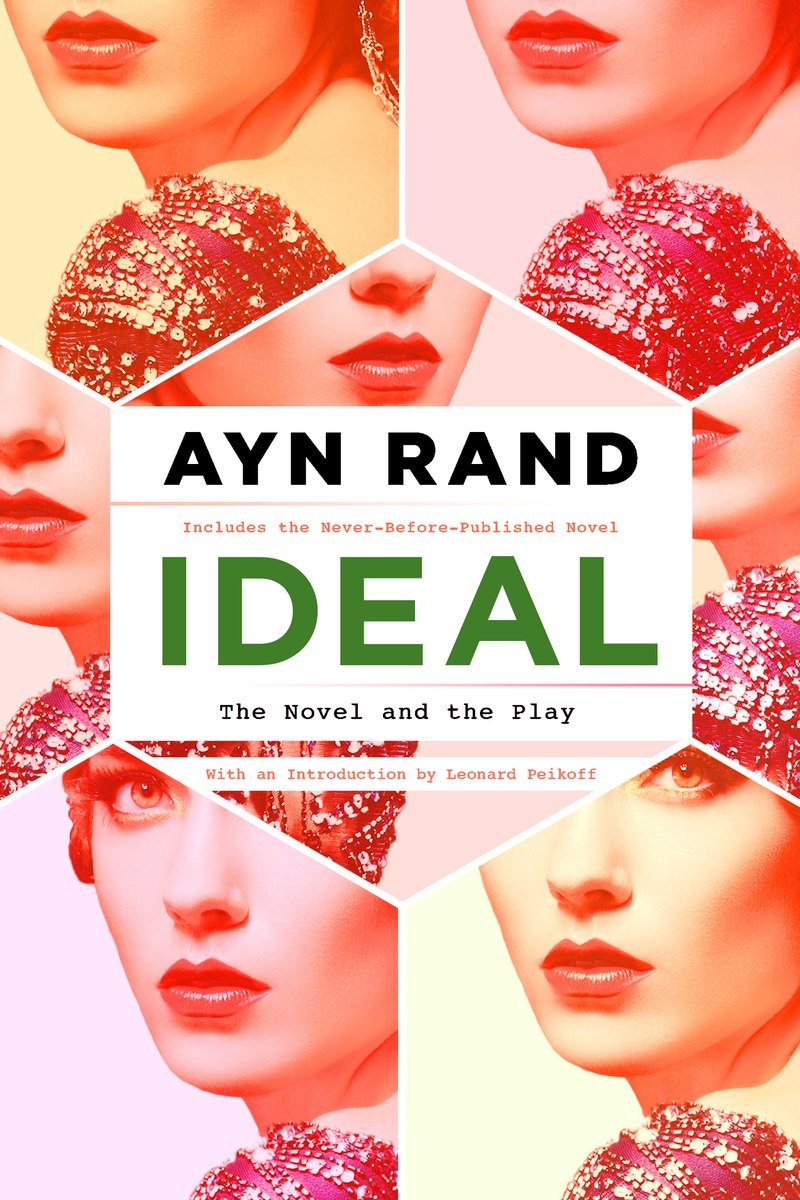 AYN RAND
Includes the Never-Before-Published Novel
IDEAL
The Novel and the Play
With an Introduction by Leonard Peikoff